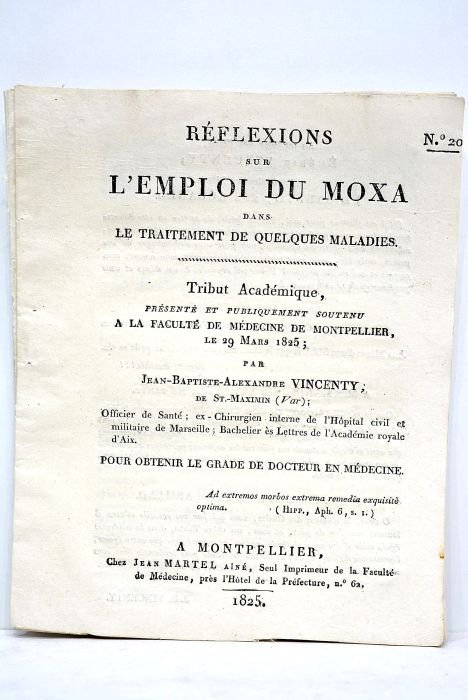 RÉFLEXIONS
N.º 20
SUR
L'EMPLOI DU MOXA
DANS
LE TRAITEMENT DE QUELQUES MALADIES.
Tribut Académique,
PRÉSENTÉ ET PUBLIQUEMENT SOUTENU
A LA FACULTÉ DE MÉDECINE DE MONTPELLIER,
LE 29 MARS 1825;
PAR
JEAN-BAPTISTE-ALEXANDRE VINCENTY,
DE ST.-MAXIMIN (Var);
Officier de Santé; ex-Chirurgien interne de l'Hôpital civil et
militaire de Marseille; Bachelier ès Lettres de l'Académie royale
d'Aix.
POUR OBTENIR LE GRADE DE DOCTEUR EN MÉDECINE.
Ad extremos morbos extrema remedia exquisitè
optima. (HIPP., Aph. 6, s. 1.)
A MONTPELLIER,
Chez JEAN MARTEL AÎNÉ, Seul Imprimeur de la Faculté
de Médecine, près l'Hôtel de la Préfecture, n.º 62.
1825.